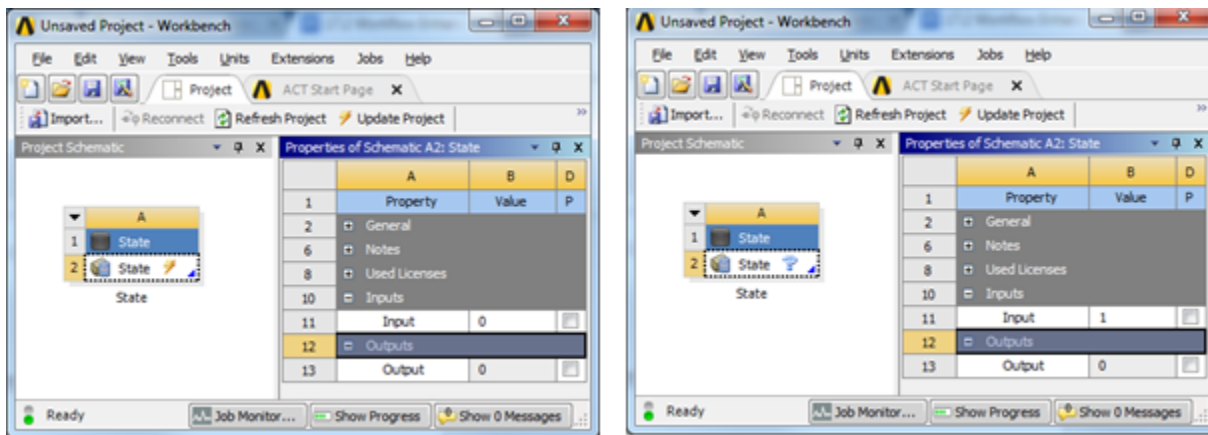 Unsaved Project - Workbench
File Edit View Tools Units Extensions Jobs Help
Project ACT Start Page X
Import... Reconnect Refresh Project Update Project »
Project Schematic
A
1 State
2 State
State
Properties of Schematic A2: State
A B D
1 Property Value P
2 General
6 Notes
8 Used Licenses
10 Inputs
11 Input 0
12 Outputs
13 Output 0
Ready Job Monitor... Show Progress Show 0 Messages
Unsaved Project - Workbench
File Edit View Tools Units Extensions Jobs Help
Project ACT Start Page X
Import... Reconnect Refresh Project Update Project »
Project Schematic
A
1 State
2 State ?
State
Properties of Schematic A2: State
A B D
1 Property Value P
2 General
6 Notes
8 Used Licenses
10 Inputs
11 Input 1
12 Outputs
13 Output 0
Ready Job Monitor... Show Progress Show 0 Messages